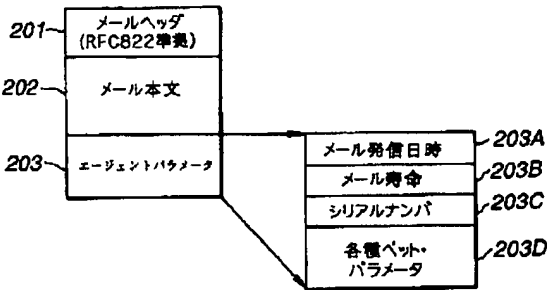 201
メールヘッダ
(RFC822準拠)
202
メール本文
203
エージェントパラメータ
メール発信日時
203A
メール寿命
203B
シリアルナンバ
203C
各種ペット・
パラメータ
203D